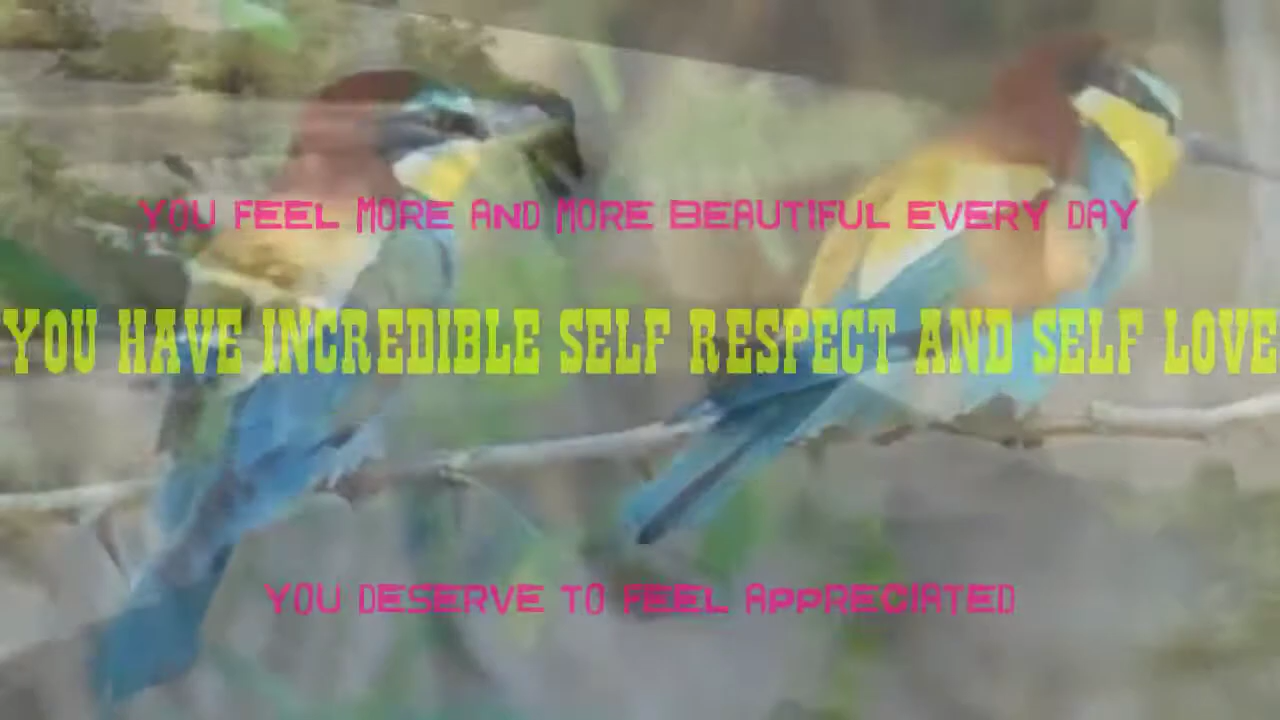 YOU FEEL MORE AND MORE BEAUTIFUL EVERY DAY
YOU HAVE INCREDIBLE SELF RESPECT AND SELF LOVE
YOU DESERVE TO FEEL APPRECIATED